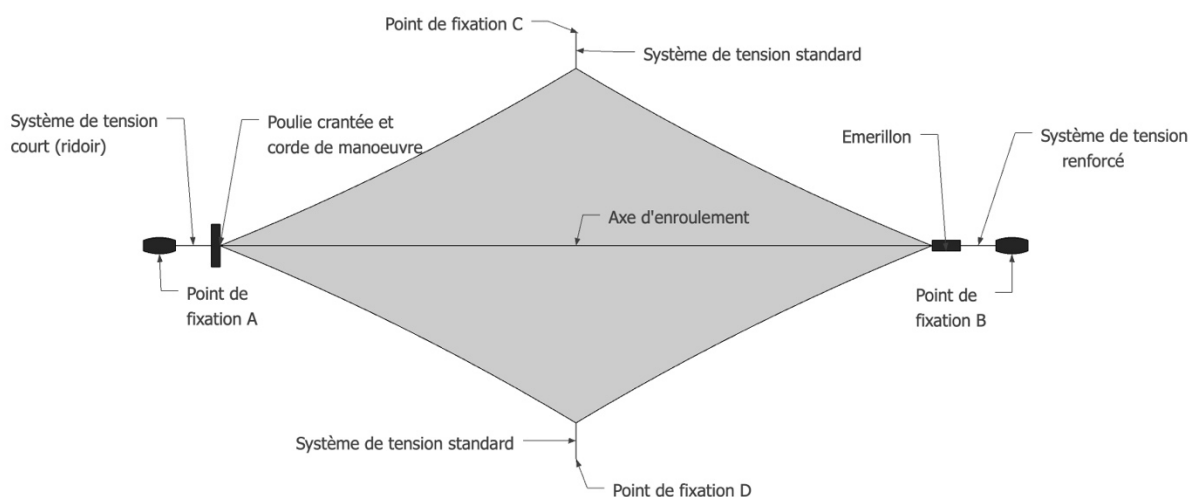 Point de fixation C
Système de tension standard
Système de tension
court (ridoir)
Poulie crantée et
corde de manoeuvre
Emerillon
Système de tension
renforcé
Axe d'enroulement
Point de
fixation A
Point de
fixation B
Système de tension standard
Point de fixation D